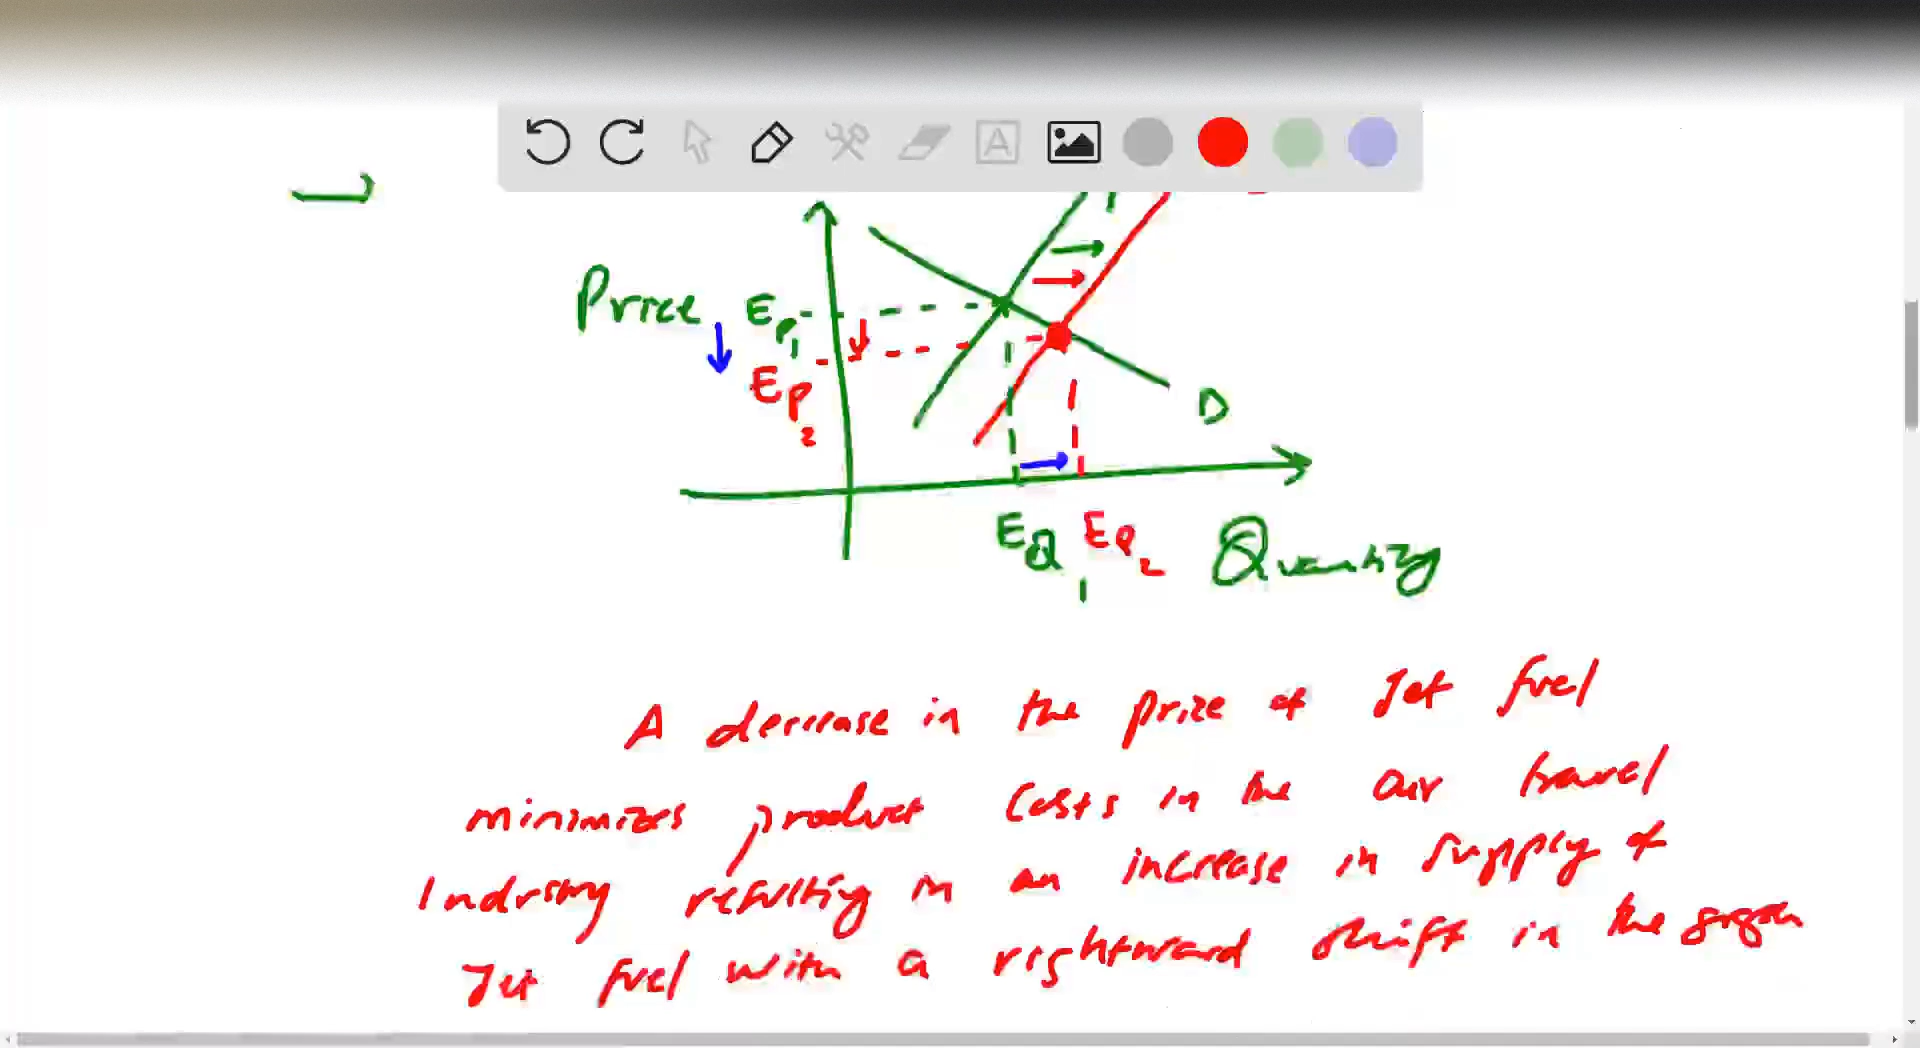 A
Price
EP1
EP2
D
EQ1 EQ2 Quantity
A decrease in the prize of Jet fuel
minimizes product costs in the air travel
Industry resulting in an increase in supply of
Jet fuel with a rightward shift in the